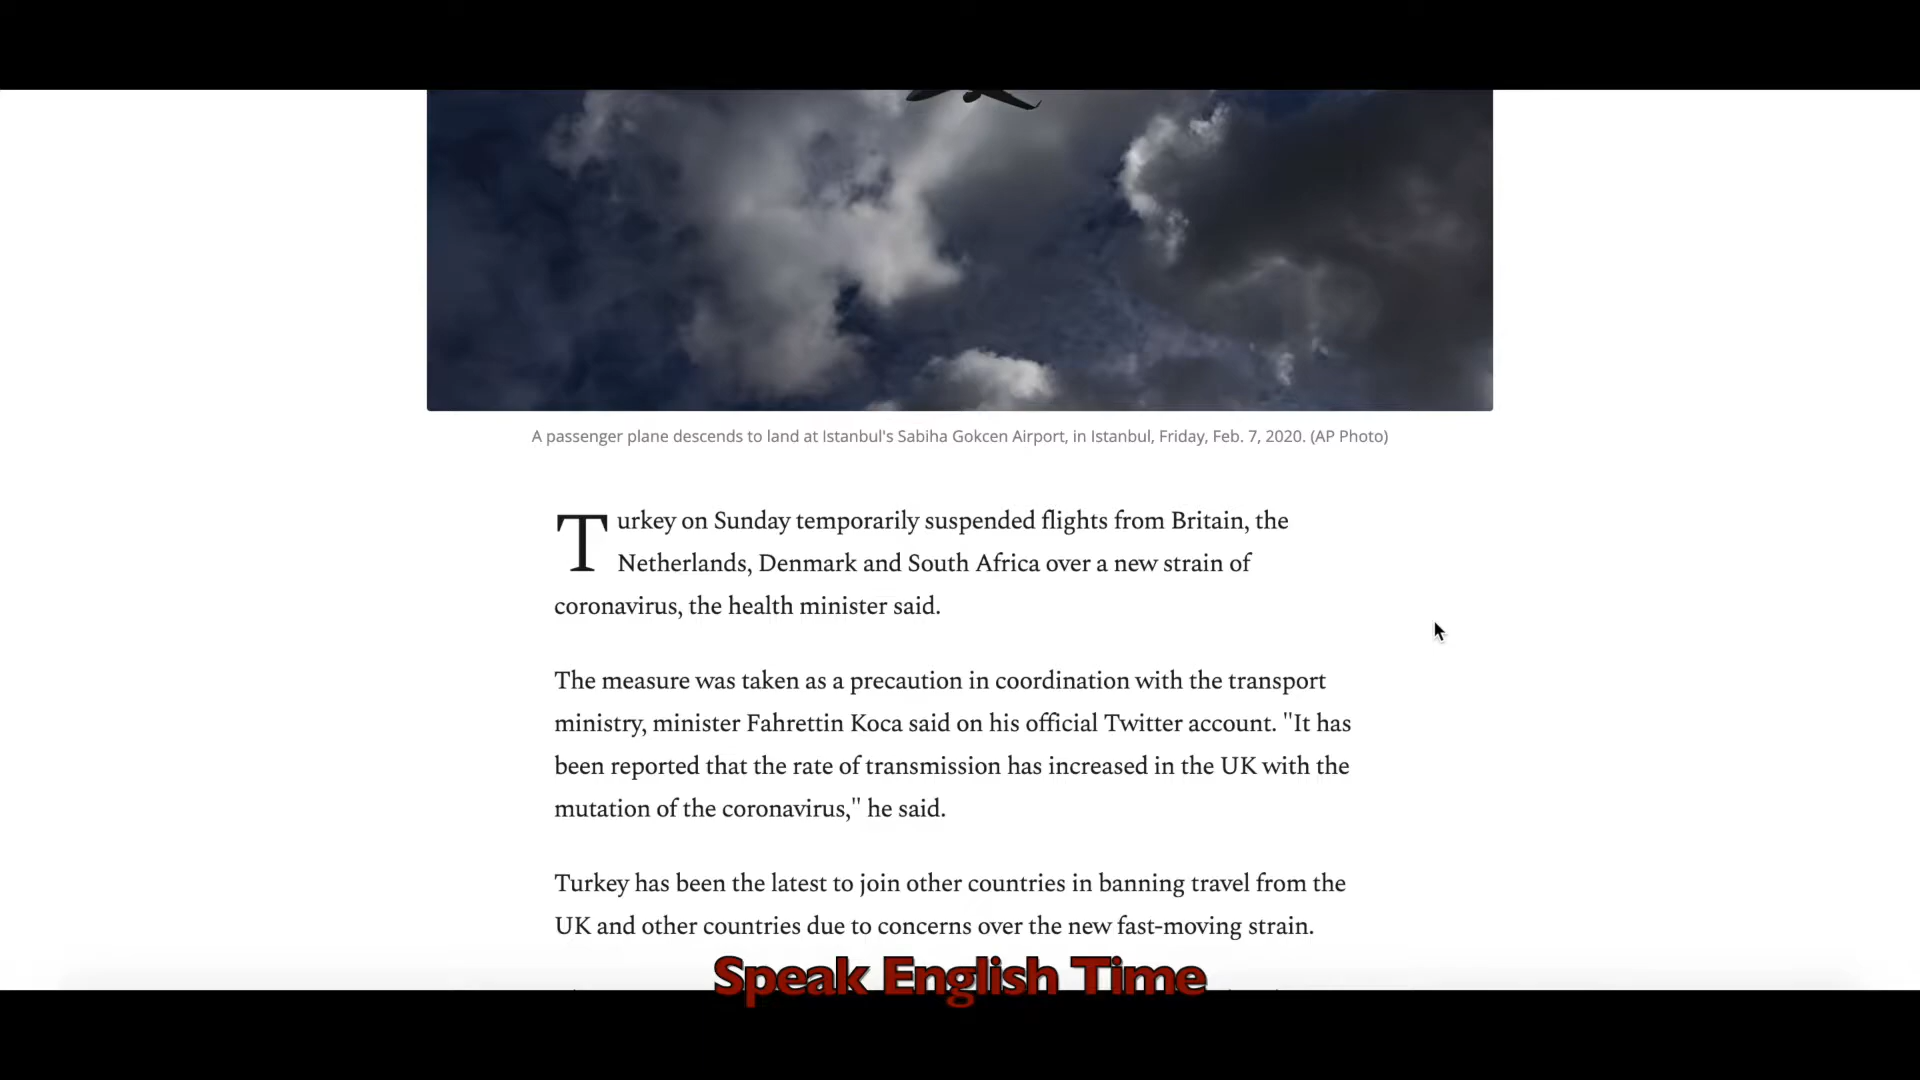 A passenger plane descends to land at Istanbul's Sabiha Gokcen Airport, in Istanbul, Friday, Feb. 7, 2020. (AP Photo)
Turkey on Sunday temporarily suspended flights from Britain, the
Netherlands, Denmark and South Africa over a new strain of
coronavirus, the health minister said.
The measure was taken as a precaution in coordination with the transport
ministry, minister Fahrettin Koca said on his official Twitter account. "It has
been reported that the rate of transmission has increased in the UK with the
mutation of the coronavirus," he said.
Turkey has been the latest to join other countries in banning travel from the
UK and other countries due to concerns over the new fast-moving strain.
Speak English Time